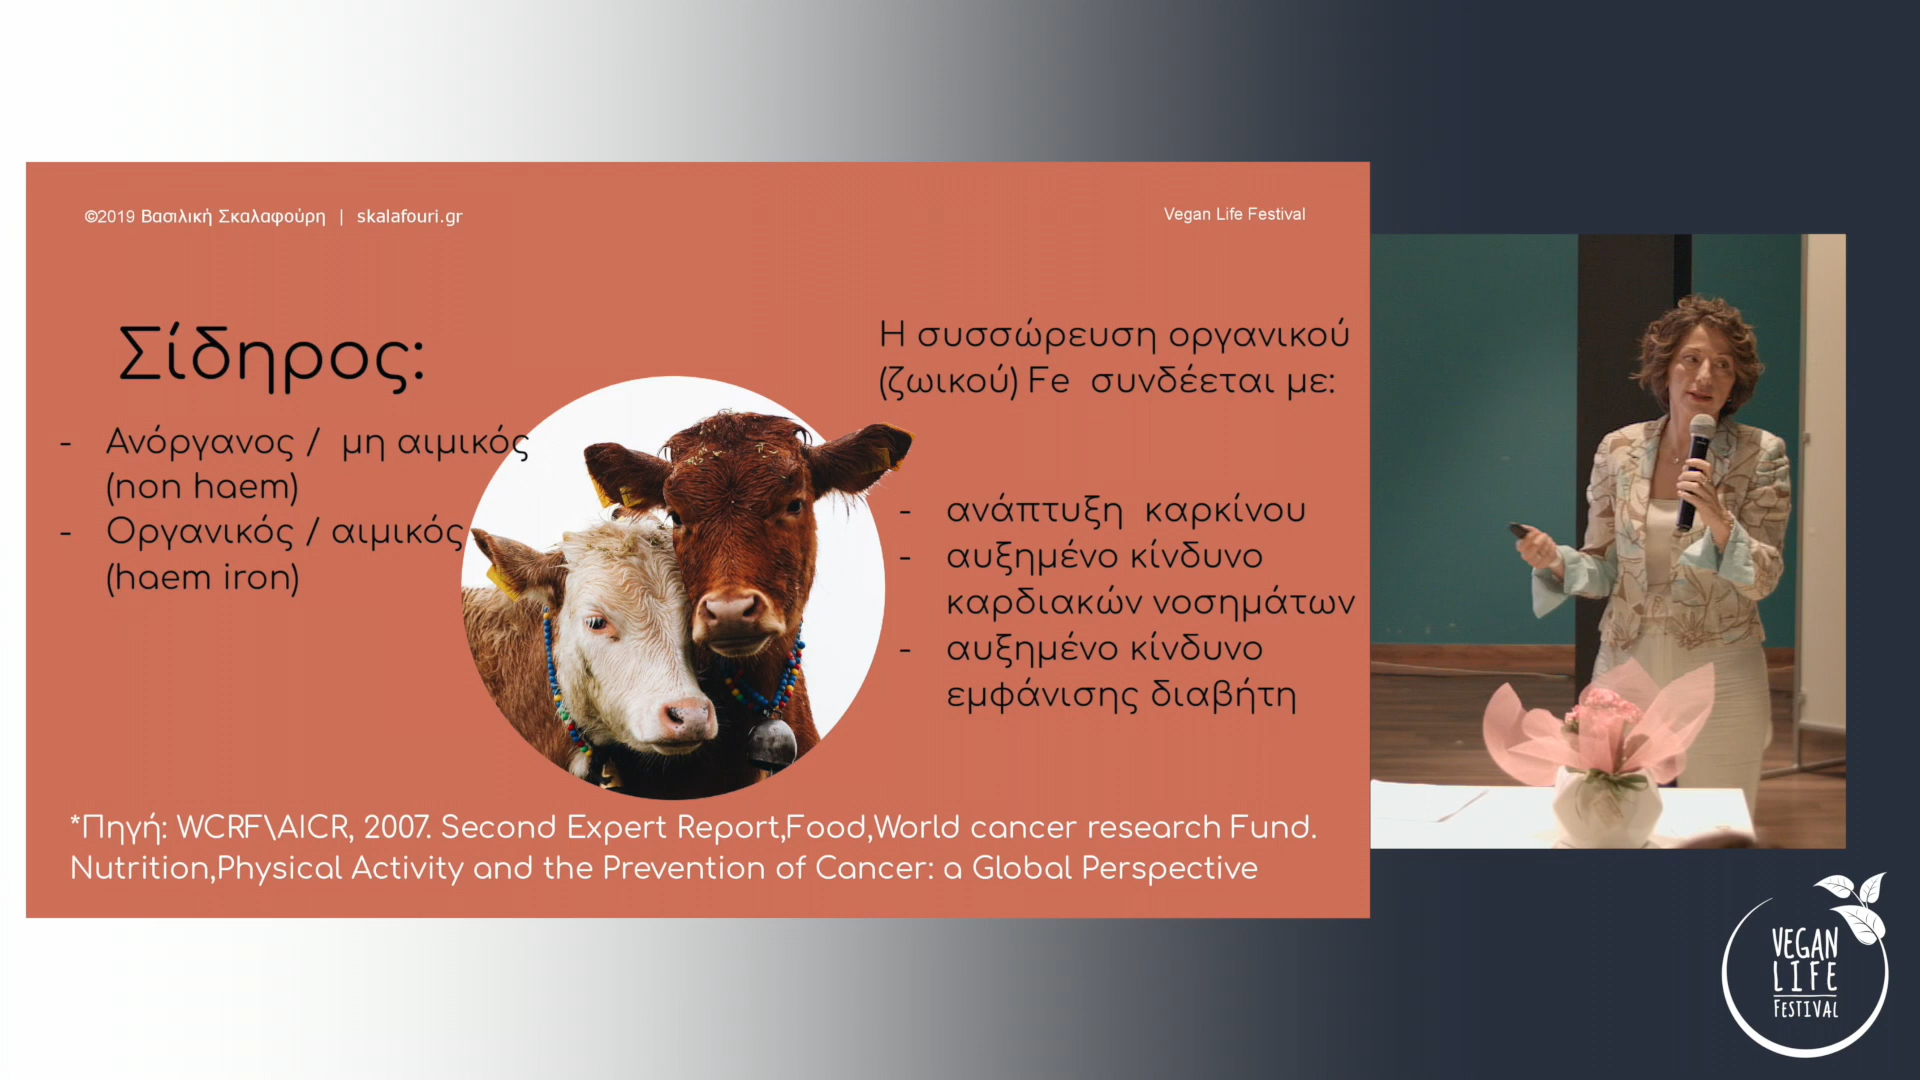 ©2019 Βασιλική Σκαλαφούρη | skalafouri.gr
Vegan Life Festival
Σίδηρος:
- Ανόργανος / μη αιμικός
(non haem)
- Οργανικός / αιμικός
(haem iron)
Η συσσώρευση οργανικού
(ζωικού) Fe συνδέεται με:
- ανάπτυξη καρκίνου
- αυξημένο κίνδυνο
καρδιακών νοσημάτων
- αυξημένο κίνδυνο
εμφάνισης διαβήτη
*Πηγή: WCRF\AICR, 2007. Second Expert Report,Food,World cancer research Fund.
Nutrition,Physical Activity and the Prevention of Cancer: a Global Perspective
VEGAN
LIFE
FESTIVAL